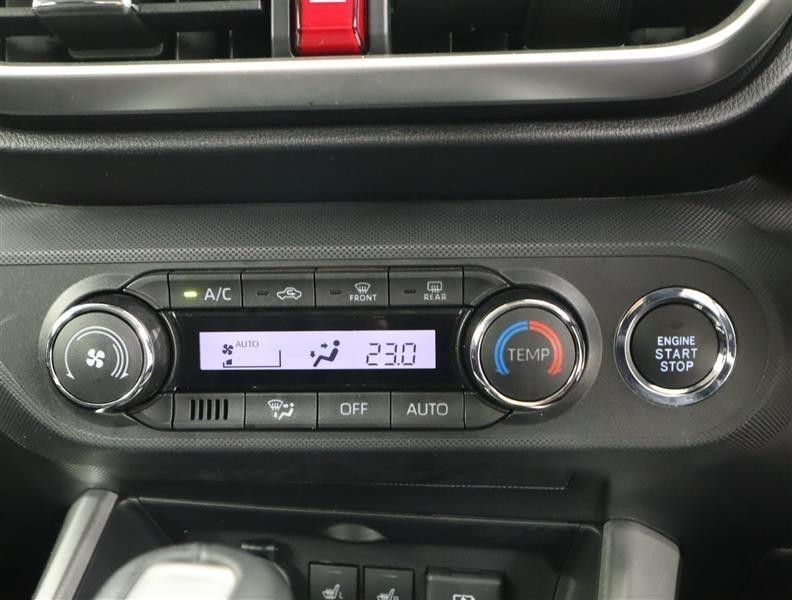 A/C
FRONT
REAR
AUTO
23.0
TEMP
ENGINE
START
STOP
OFF
AUTO
L
R